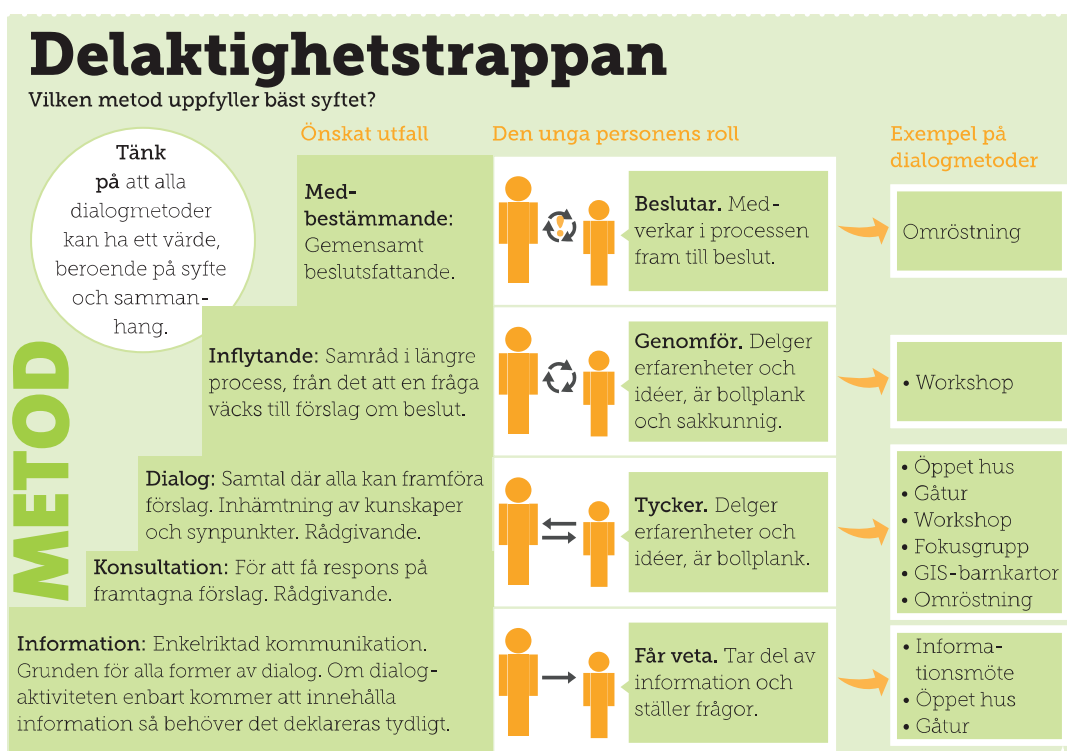 Delaktighetstrappan
Vilken metod uppfyller bäst syftet?
Önskat utfall
Den unga personens roll
Exempel på
dialogmetoder
Tänk
på att alla
dialogmetoder
kan ha ett värde,
beroende på syfte
och samman-
hang.
METOD
Med-
bestämmande:
Gemensamt
beslutsfattande.
Beslutar. Med-
verkar i processen
fram till beslut.
Omröstning
Inflytande: Samråd i längre
process, från det att en fråga
väcks till förslag om beslut.
Genomför. Delger
erfarenheter och
idéer, är bollplank
och sakkunnig.
• Workshop
Dialog: Samtal där alla kan framföra
förslag. Inhämtning av kunskaper
och synpunkter. Rådgivande.
Konsultation: För att få respons på
framtagna förslag. Rådgivande.
Tycker. Delger
erfarenheter och
idéer, är bollplank.
• Öppet hus
• Gåtur
• Workshop
• Fokusgrupp
• GIS-barnkartor
• Omröstning
Information: Enkelriktad kommunikation.
Grunden för alla former av dialog. Om dialog-
aktiviteten enbart kommer att innehålla
information så behöver det deklareras tydligt.
Får veta. Tar del av
information och
ställer frågor.
• Informa-
tionsmöte
• Öppet hus
• Gåtur